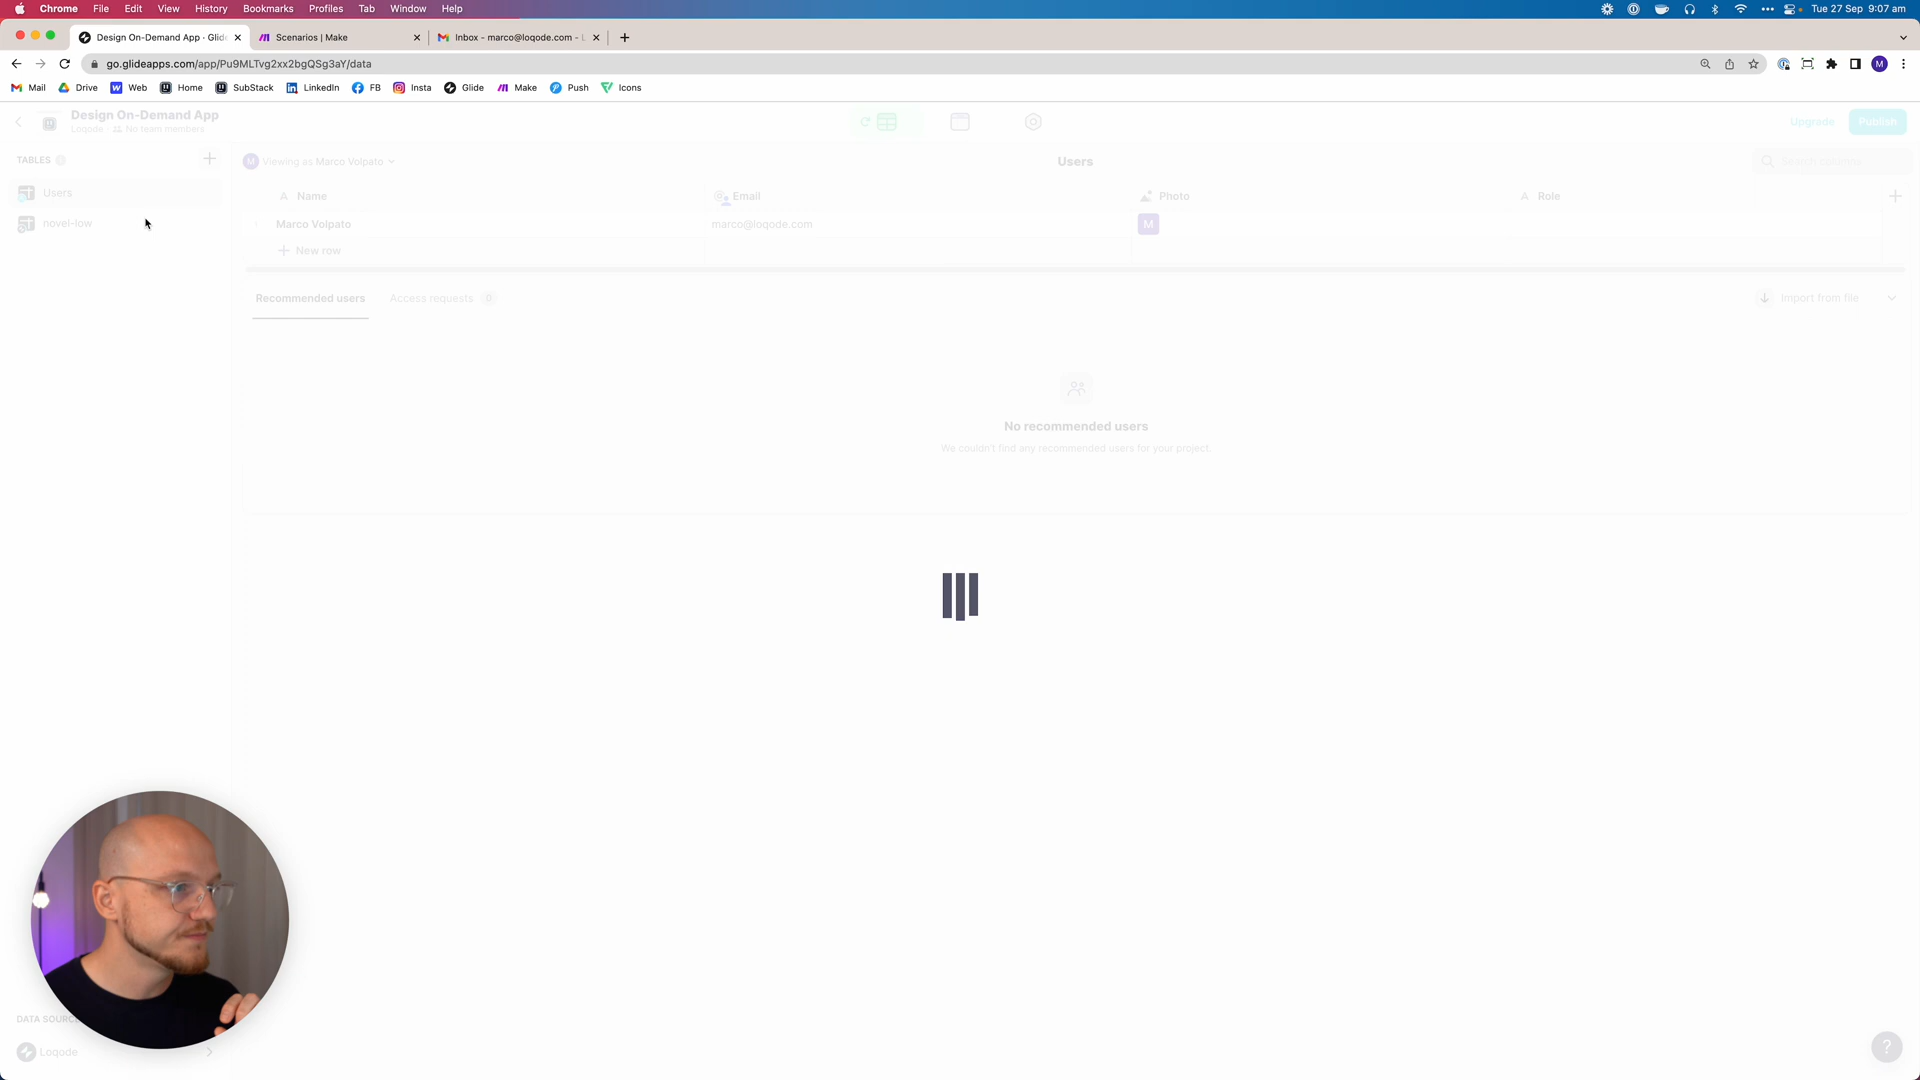 Chrome File Edit View History Bookmarks Profiles Tab Window Help
Tue 27 Sep 9:07 am
Design On-Demand App · Glide
Scenarios | Make
Inbox - marco@loqode.com -
go.glideapps.com/app/Pu9MLTvg2xx2bgQSg3aY/data
M
Mail Drive Web Home SubStack LinkedIn FB Insta Glide Make Push Icons
Design On-Demand App
Loqode · No team members
Upgrade
Publish
TABLES
Users
novel-low
M Viewing as Marco Volpato
Users
Search columns
Name Email Photo Role
1 Marco Volpato marco@loqode.com M
New row
Recommended users
Access requests 0
Import from file
No recommended users
We couldn't find any recommended users for your project.
DATA SOURC
Loqode
?